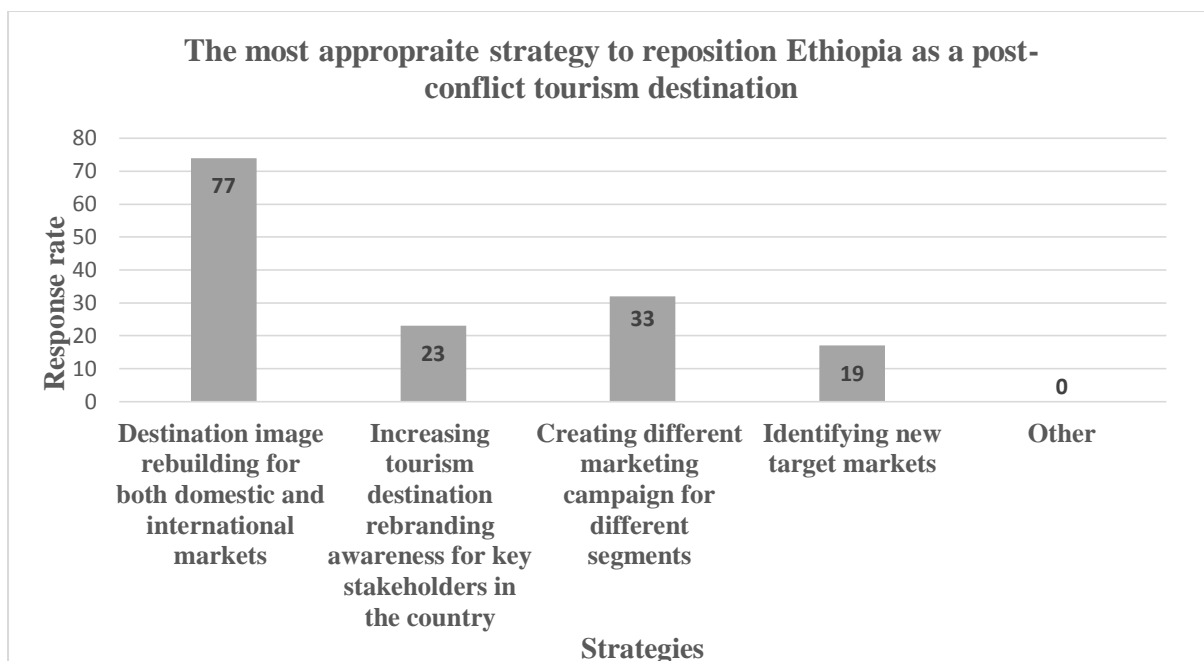 The most appropraite strategy to reposition Ethiopia as a post-
conflict tourism destination
Response rate
80
70
60
50
40
30
20
10
0
77
23
33
19
0
Destination image
rebuilding for
both domestic and
international
markets
Increasing
tourism
destination
rebranding
awareness for key
stakeholders in
the country
Creating different
marketing
campaign for
different
segments
Identifying new
target markets
Other
Strategies